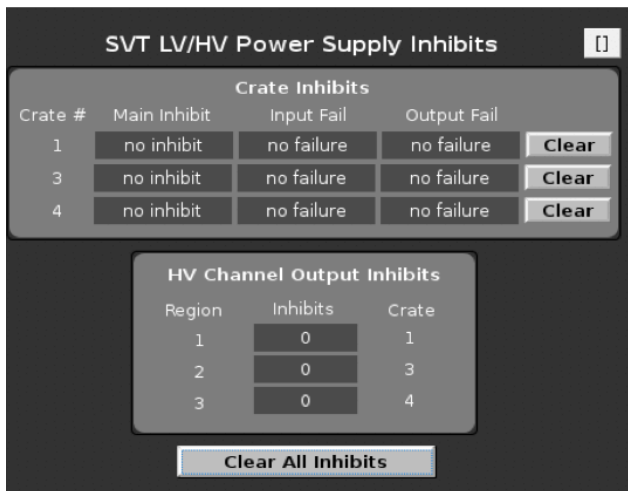 SVT LV/HV Power Supply Inhibits []
Crate Inhibits
Crate # Main Inhibit Input Fail Output Fail
1 no inhibit no failure no failure Clear
3 no inhibit no failure no failure Clear
4 no inhibit no failure no failure Clear
HV Channel Output Inhibits
Region Inhibits Crate
1 0 1
2 0 3
3 0 4
Clear All Inhibits